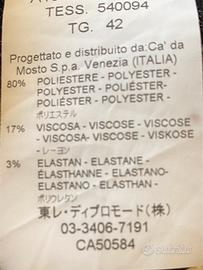 TESS. 540094
TG. 42
Progettato e distribuito da:Ca' da
Mosto S.p.a. Venezia (ITALIA)
80% POLIESTERE - POLYESTER -
POLYESTER - POLIÉSTER-
POLIÉSTER - POLYESTER -
ポリエステル
17% VISCOSA - VISCOSE - VISCOSE -
VISCOSA - VISCOSE - VISKOSE
-レーヨン
3% ELASTAN - ELASTANE -
ÉLASTHANNE - ELASTANO-
ELASTANO - ELASTHAN -
ポリウレタン
東レ・ディプロモード(株)
03-3406-7191
CA50584